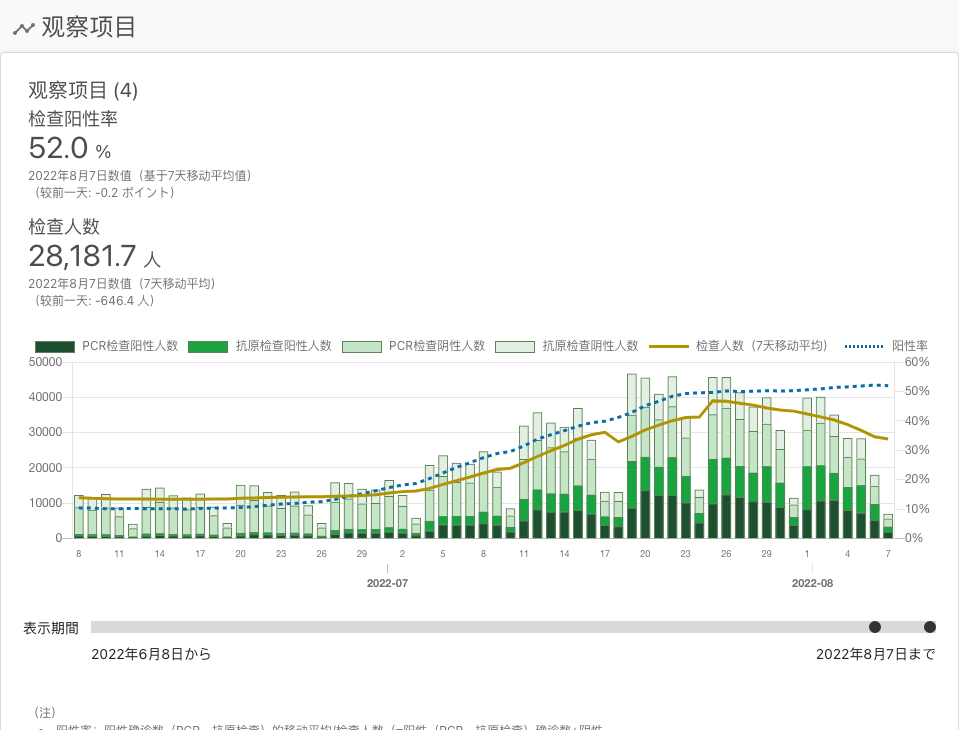 观察项目
观察项目 (4)
检查阳性率
52.0 %
2022年8月7日数值（基于7天移动平均值）
（较前一天: -0.2 ポイント）
检查人数
28,181.7 人
2022年8月7日数值（7天移动平均）
（较前一天: -646.4 人）
PCR检查阳性人数 抗原检查阳性人数 PCR检查阴性人数 抗原检查阴性人数 检查人数（7天移动平均） 阳性率
50000 60%
50%
40000
40%
30000
30%
20000
20%
10000 10%
0 0%
8 11 14 17 20 23 26 29 2 5 8 11 14 17 20 23 26 29 1 4 7
2022-07 2022-08
表示期間
2022年6月8日から 2022年8月7日まで
（注）